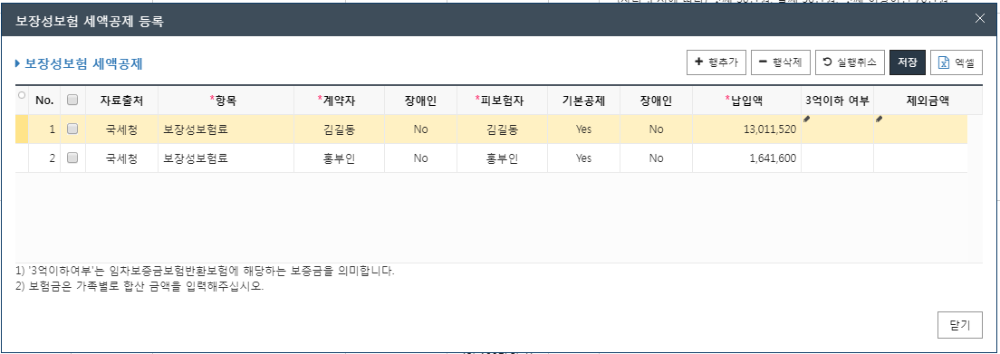 보장성보험 세액공제 등록
보장성보험 세액공제
행추가 행삭제 실행취소 저장 엑셀
No. 자료출처 *항목 *계약자 장애인 *피보험자 기본공제 장애인 *납입액 3억이하 여부 제외금액
1 국세청 보장성보험료 김길동 No 김길동 Yes No 13,011,520
2 국세청 보장성보험료 홍부인 No 홍부인 Yes No 1,641,600
1) '3억이하여부'는 임차보증금보험반환보험에 해당하는 보증금을 의미합니다.
2) 보험금은 가족별로 합산 금액을 입력해주십시오.
닫기